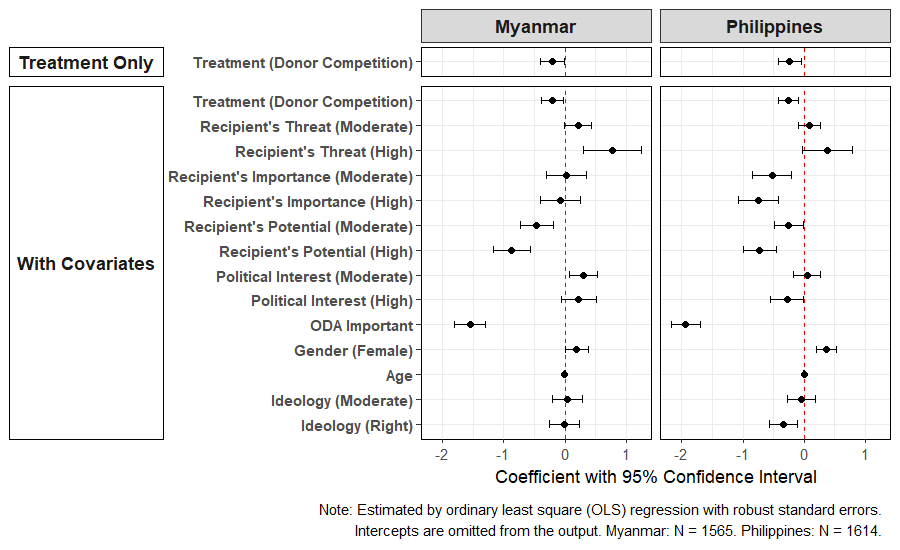 Myanmar
Philippines
Treatment Only
Treatment (Donor Competition)
With Covariates
Treatment (Donor Competition)
Recipient's Threat (Moderate)
Recipient's Threat (High)
Recipient's Importance (Moderate)
Recipient's Importance (High)
Recipient's Potential (Moderate)
Recipient's Potential (High)
Political Interest (Moderate)
Political Interest (High)
ODA Important
Gender (Female)
Age
Ideology (Moderate)
Ideology (Right)
-2 -1 0 1
-2 -1 0 1
Coefficient with 95% Confidence Interval
Note: Estimated by ordinary least square (OLS) regression with robust standard errors.
Intercepts are omitted from the output. Myanmar: N = 1565. Philippines: N = 1614.